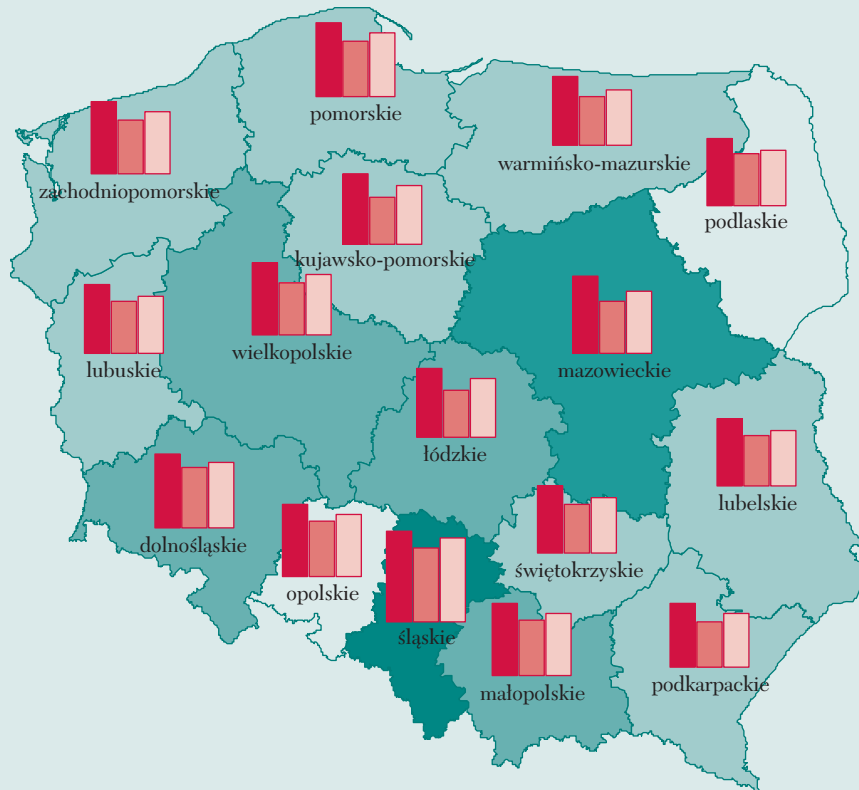 pomorskie
warmińsko-mazurskie
zachodniopomorskie
podlaskie
kujawsko-pomorskie
wielkopolskie
lubuskie
mazowieckie
łódzkie
lubelskie
dolnośląskie
świętokrzyskie
opolskie
śląskie
małopolskie
podkarpackie